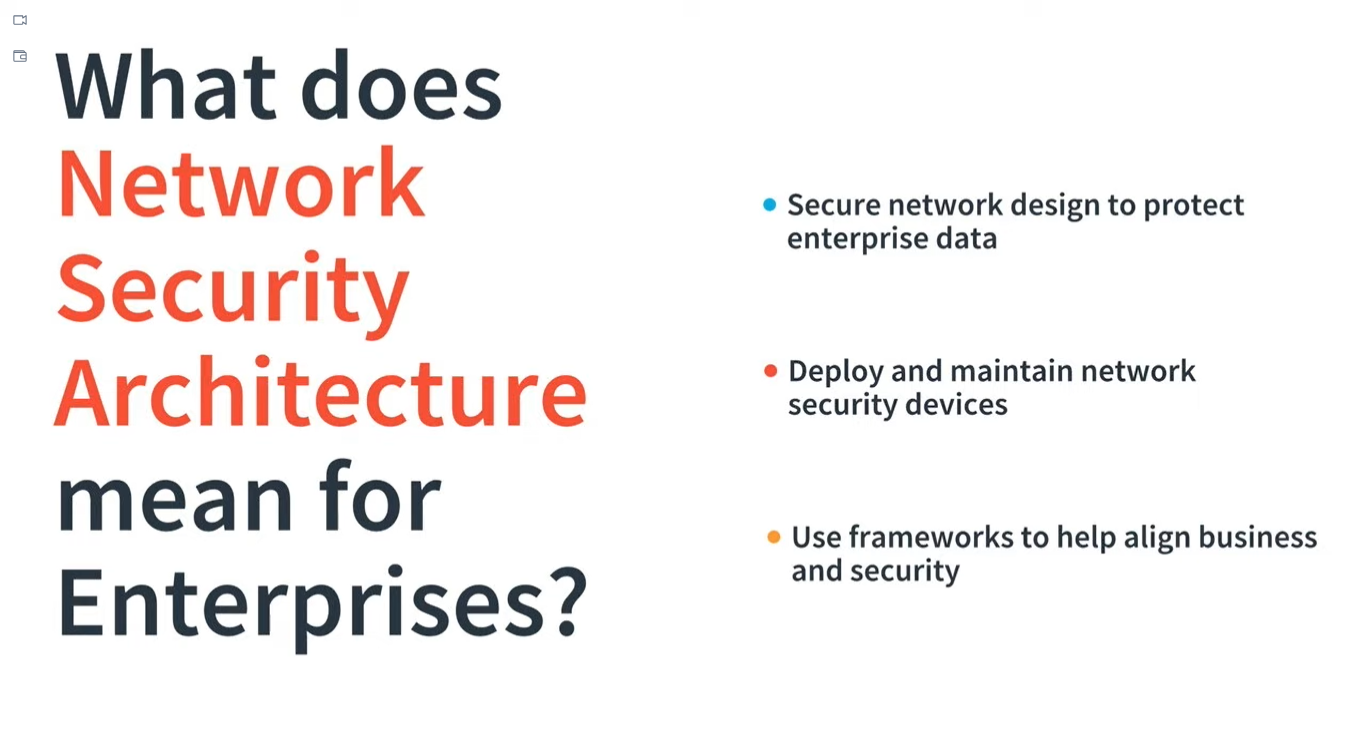 What does
Network
Security
Architecture
mean for
Enterprises?
Secure network design to protect
enterprise data
Deploy and maintain network
security devices
Use frameworks to help align business
and security